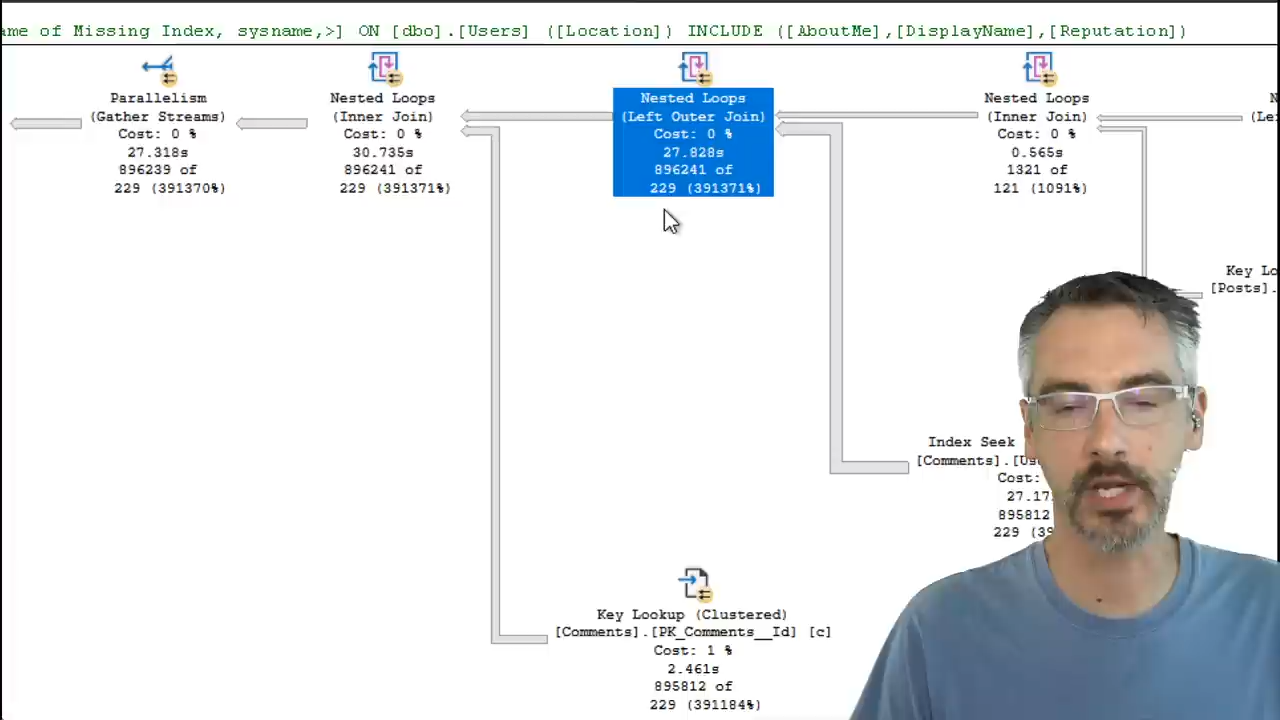 ame of Missing Index, sysname,>] ON [dbo].[Users] ([Location]) INCLUDE ([AboutMe],[DisplayName],[Reputation])
Parallelism
(Gather Streams)
Cost: 0 %
27.318s
896239 of
229 (391370%)
Nested Loops
(Inner Join)
Cost: 0 %
30.735s
896241 of
229 (391371%)
Nested Loops
(Left Outer Join)
Cost: 0 %
27.828s
896241 of
229 (391371%)
Nested Loops
(Inner Join)
Cost: 0 %
0.565s
1321 of
121 (1091%)
N
(Le
Key Lo
[Posts].
Index Seek
[Comments].[Us
Cost:
27.17
895812
229 (39
Key Lookup (Clustered)
[Comments].[PK_Comments__Id] [c]
Cost: 1 %
2.461s
895812 of
229 (391184%)